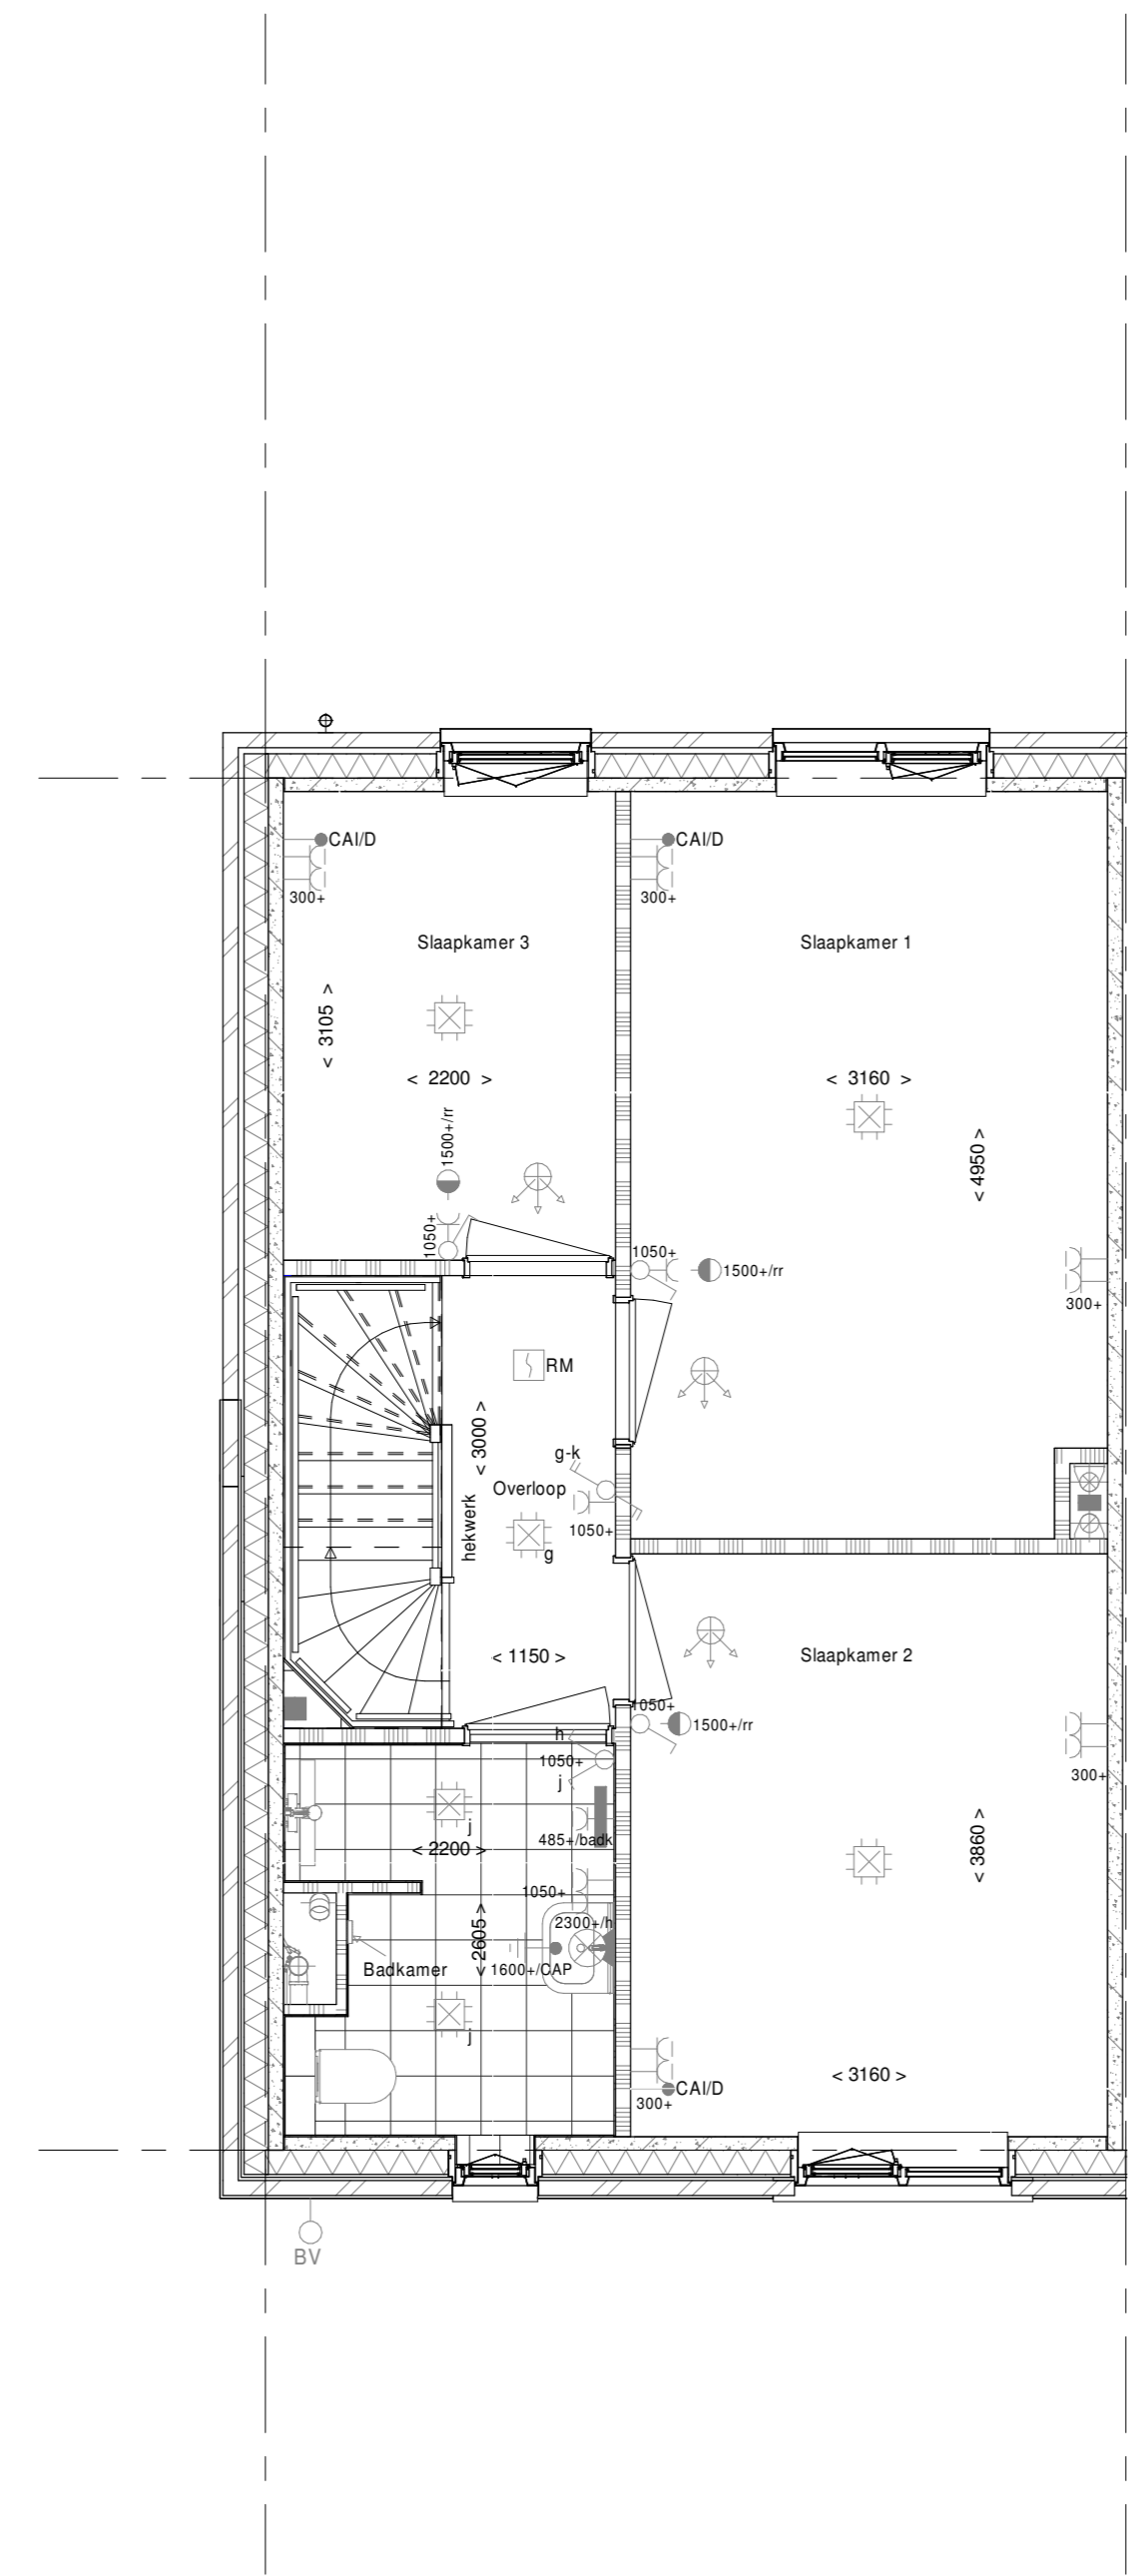 CAI/D
300+
CAI/D
300+
Slaapkamer 3
Slaapkamer 1
< 3105 >
< 2200 >
< 3160 >
1500+/rr
< 4950 >
1050+
1050+
1500+/rr
300+
RM
< 3000 >
g-k
Overloop
hekwerk
1050+
g
< 1150 >
Slaapkamer 2
1050+
1500+/rr
h
1050+
j
300+
j
485+/badk
< 2200 >
< 3860 >
1050+
2300+/h
< 2605 >
1600+/CAP
Badkamer
j
< 3160 >
CAI/D
300+
BV